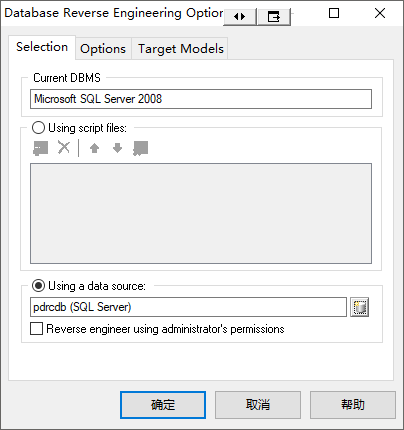 Database Reverse Engineering Option
Selection
Options
Target Models
Current DBMS
Microsoft SQL Server 2008
Using script files:
Using a data source:
pdrcdb (SQL Server)
Reverse engineer using administrator's permissions
确定
取消
帮助